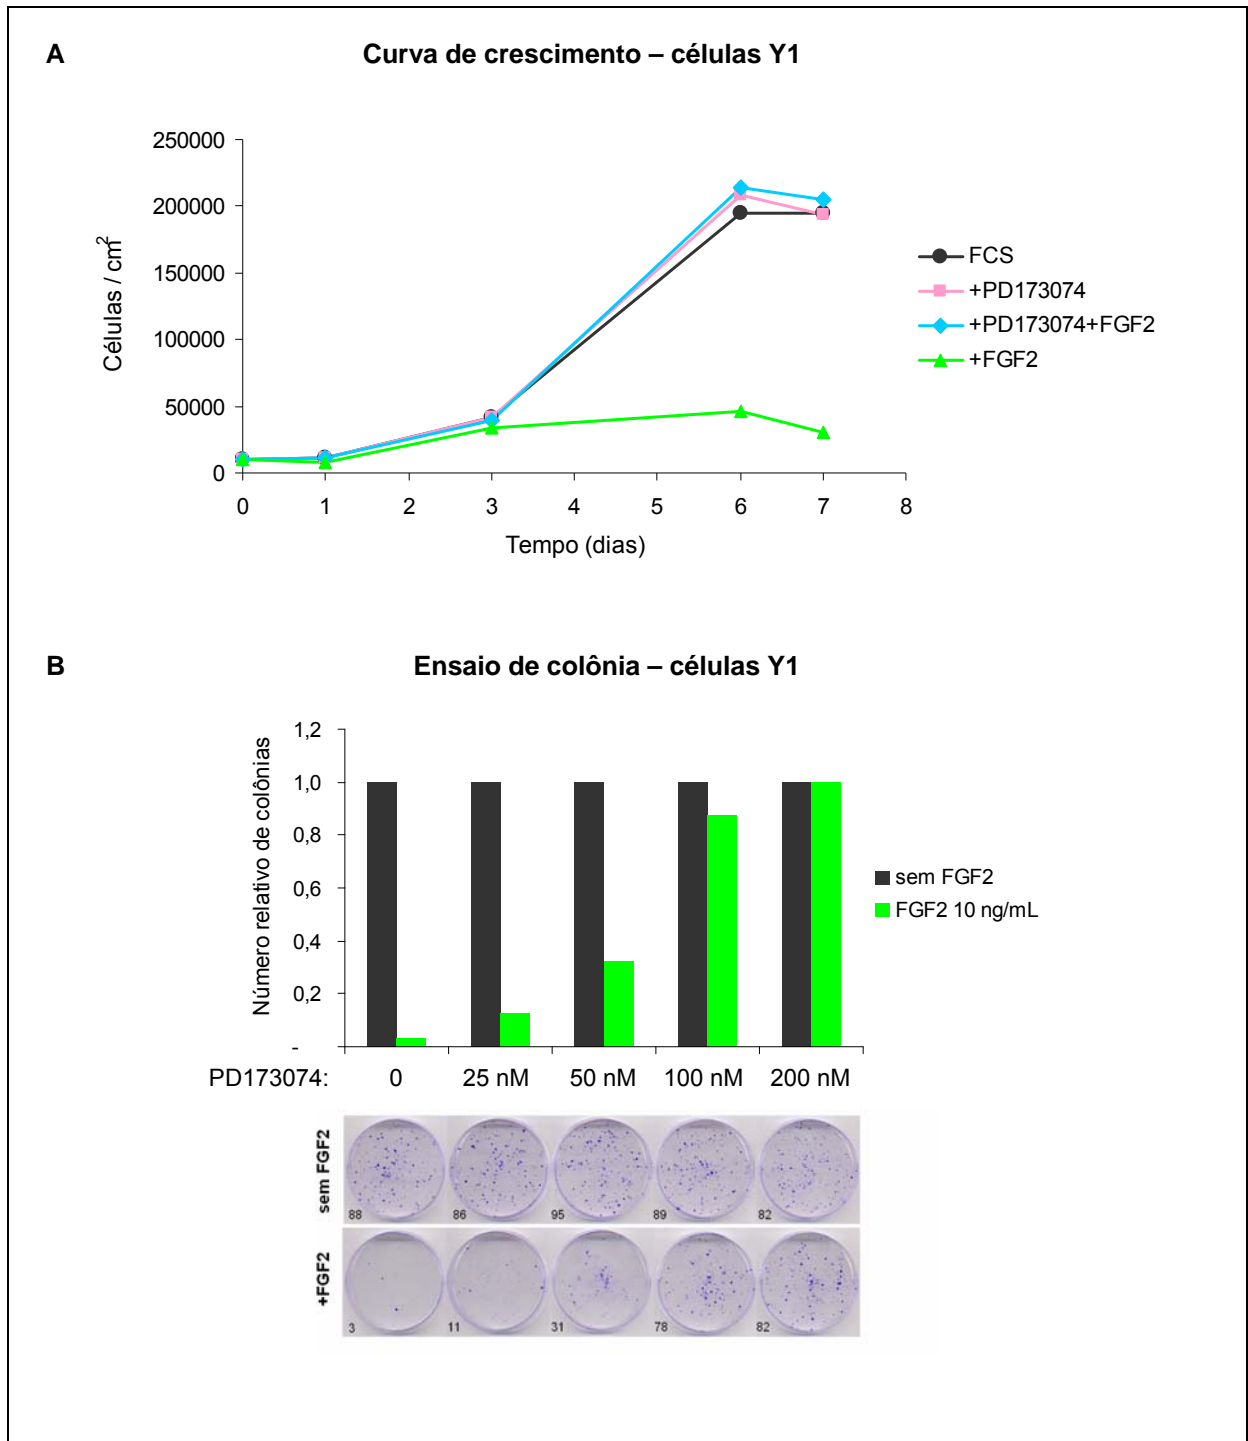 A
Curva de crescimento – células Y1
250000
200000
150000
100000
50000
0
Células / cm²
0 1 2 3 4 5 6 7 8
Tempo (dias)
FCS
+PD173074
+PD173074+FGF2
+FGF2
B
Ensaio de colônia – células Y1
1,2
1,0
0,8
0,6
0,4
0,2
-
Número relativo de colônias
sem FGF2
FGF2 10 ng/mL
PD173074: 0 25 nM 50 nM 100 nM 200 nM
sem FGF2
88 86 95 89 82
+FGF2
3 11 31 78 82